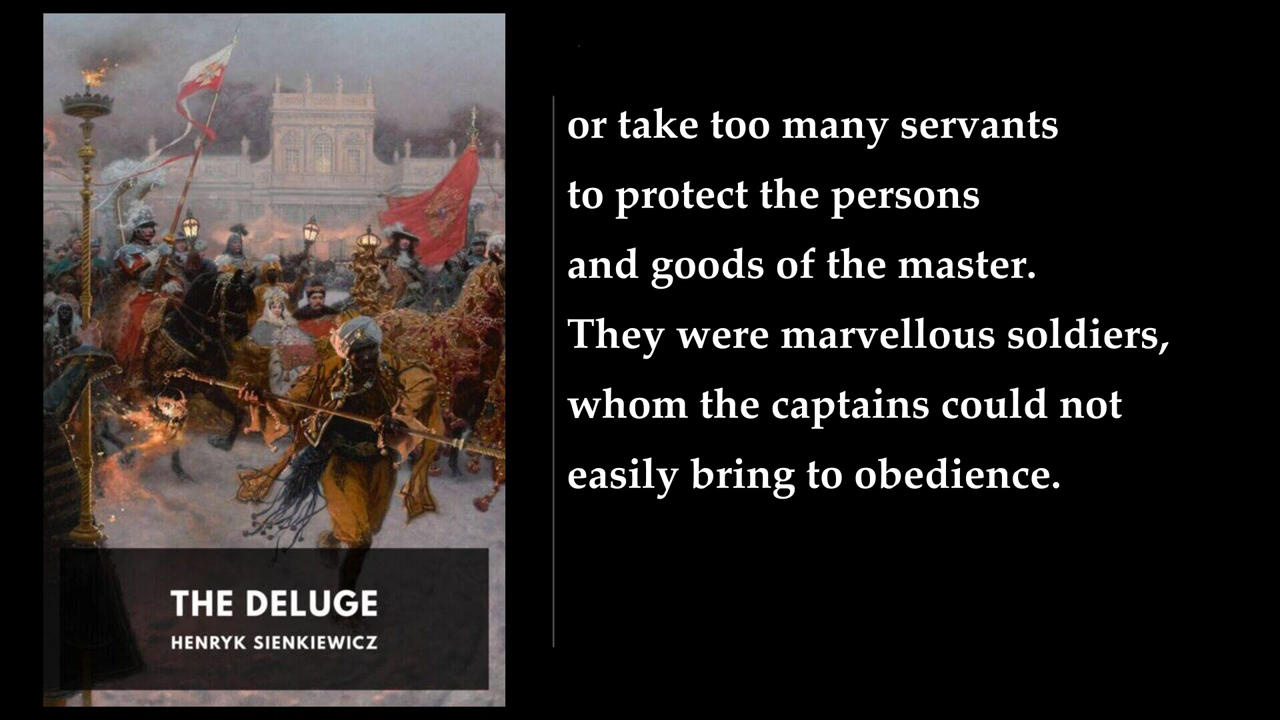 THE DELUGE
HENRYK SIENKIEWICZ
or take too many servants
to protect the persons
and goods of the master.
They were marvellous soldiers,
whom the captains could not
easily bring to obedience.